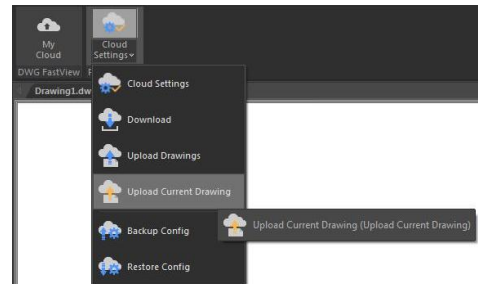 My
Cloud
Cloud
Settings
DWG FastView
Drawing1.dw
Cloud Settings
Download
Upload Drawings
Upload Current Drawing
Backup Config
Upload Current Drawing (Upload Current Drawing)
Restore Config